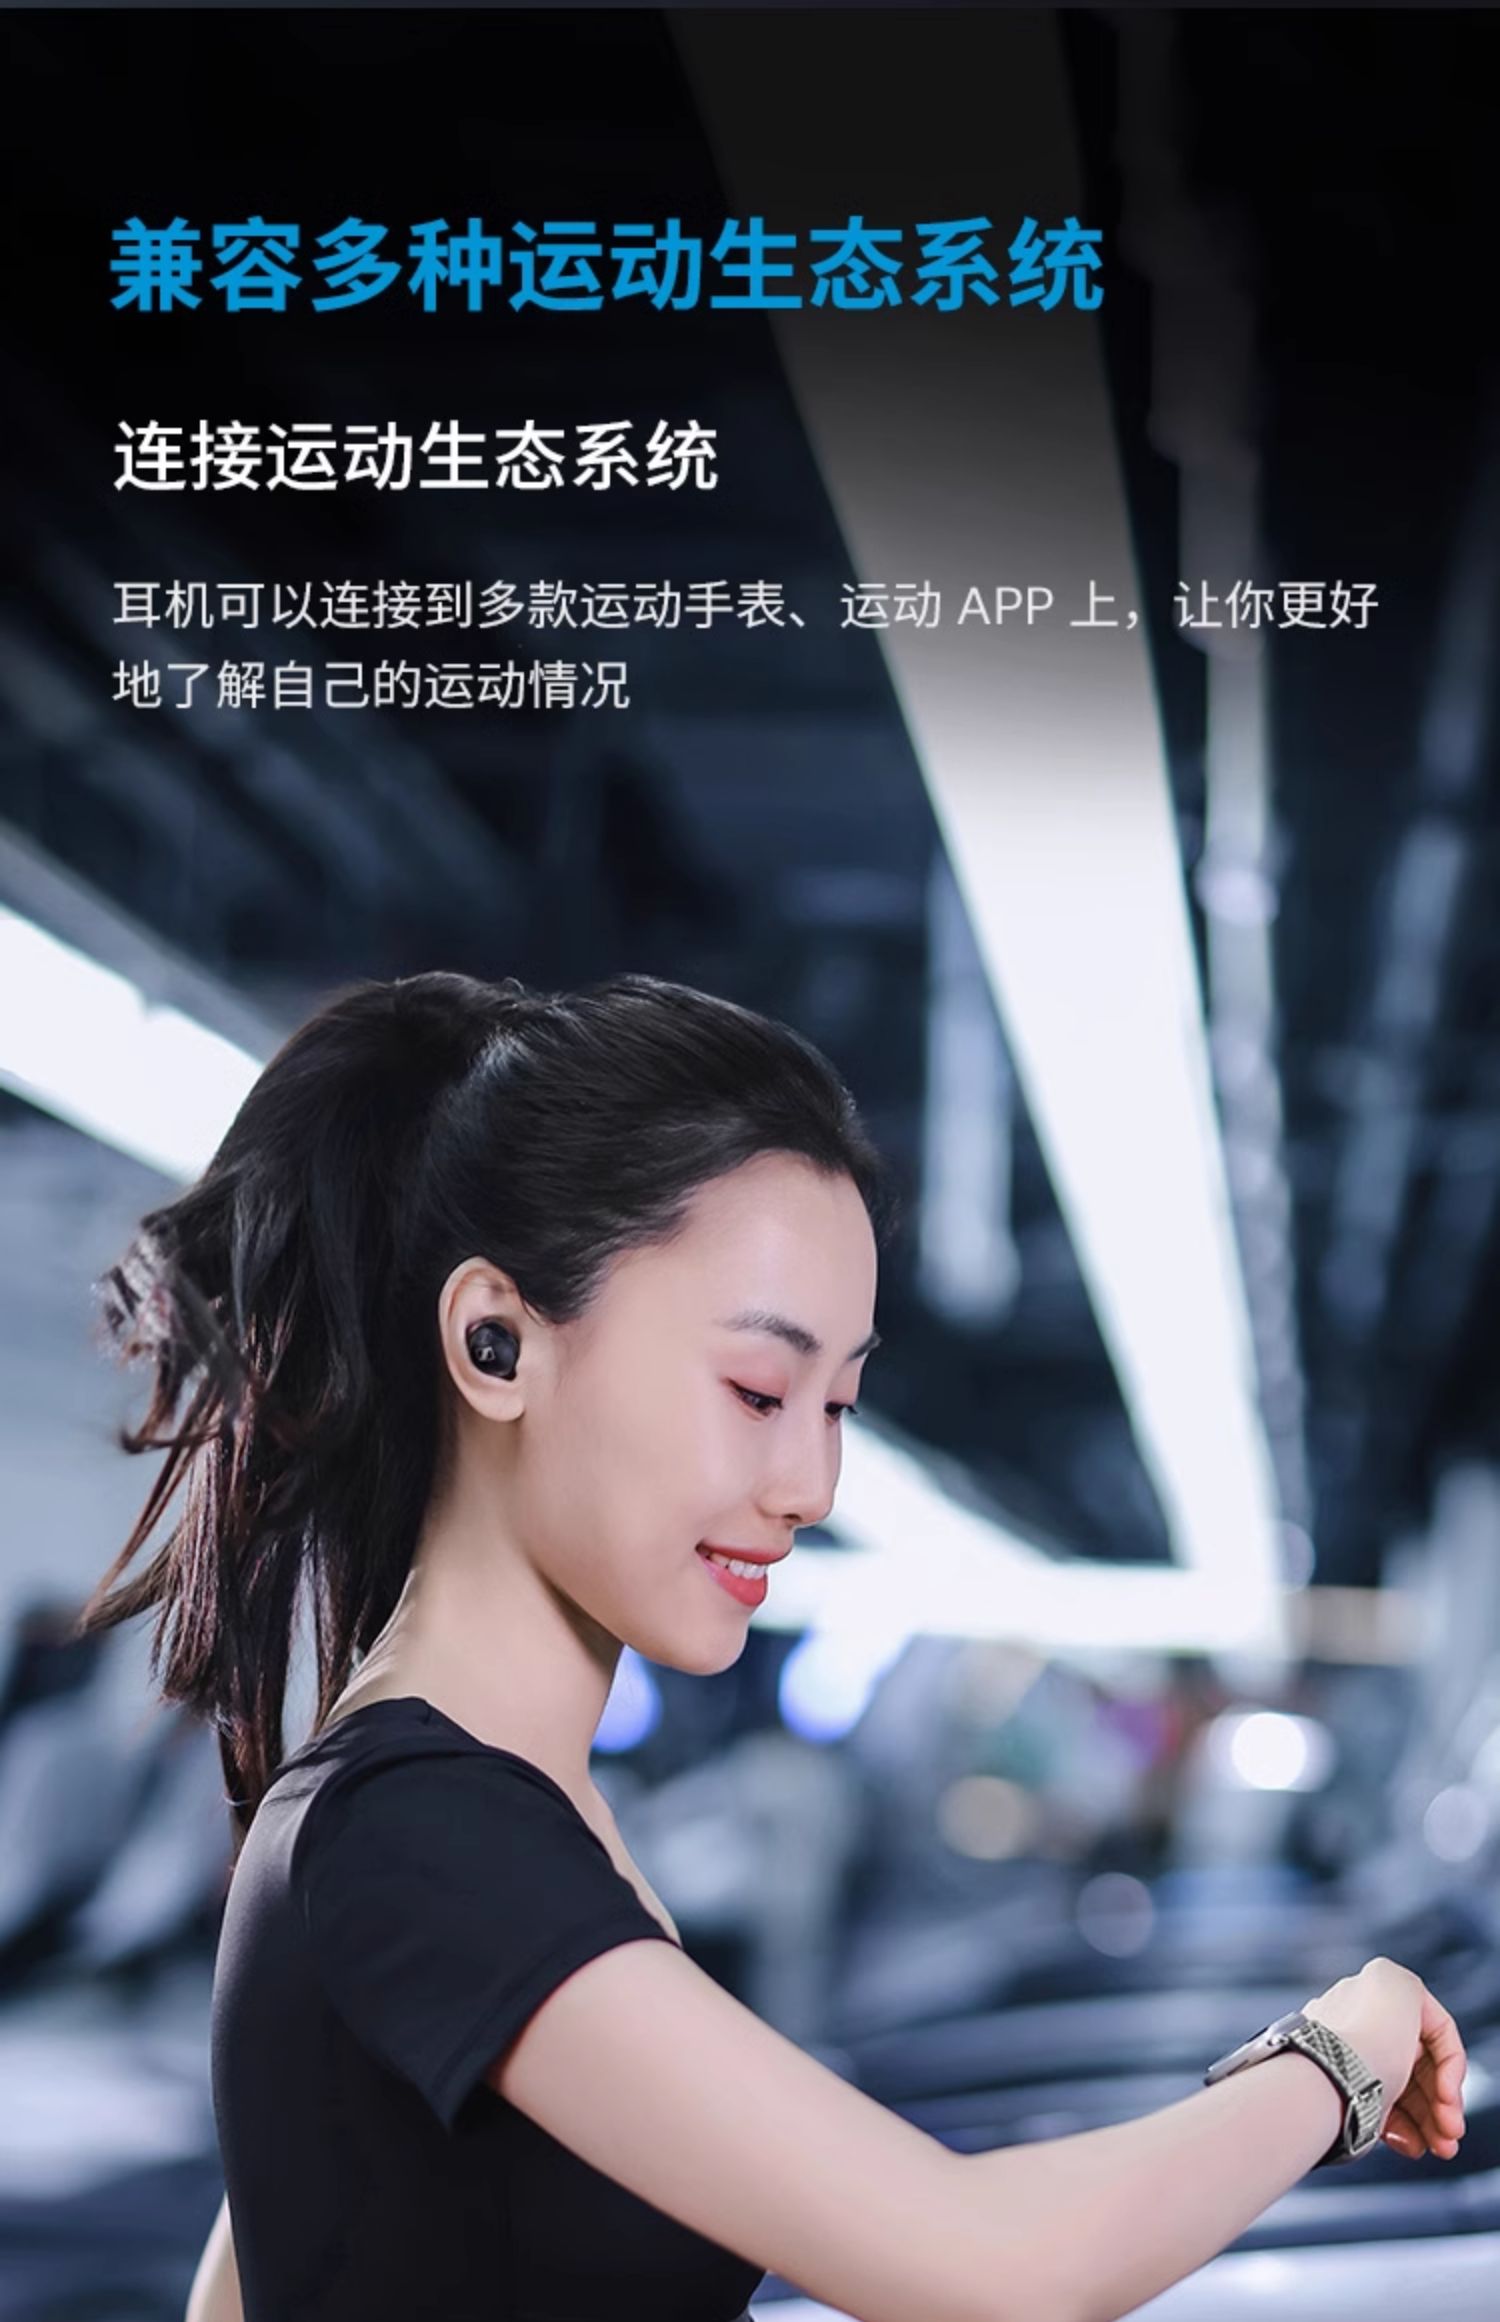 兼容多种运动生态系统
连接运动生态系统
耳机可以连接到多款运动手表、运动 APP 上，让你更好
地了解自己的运动情况